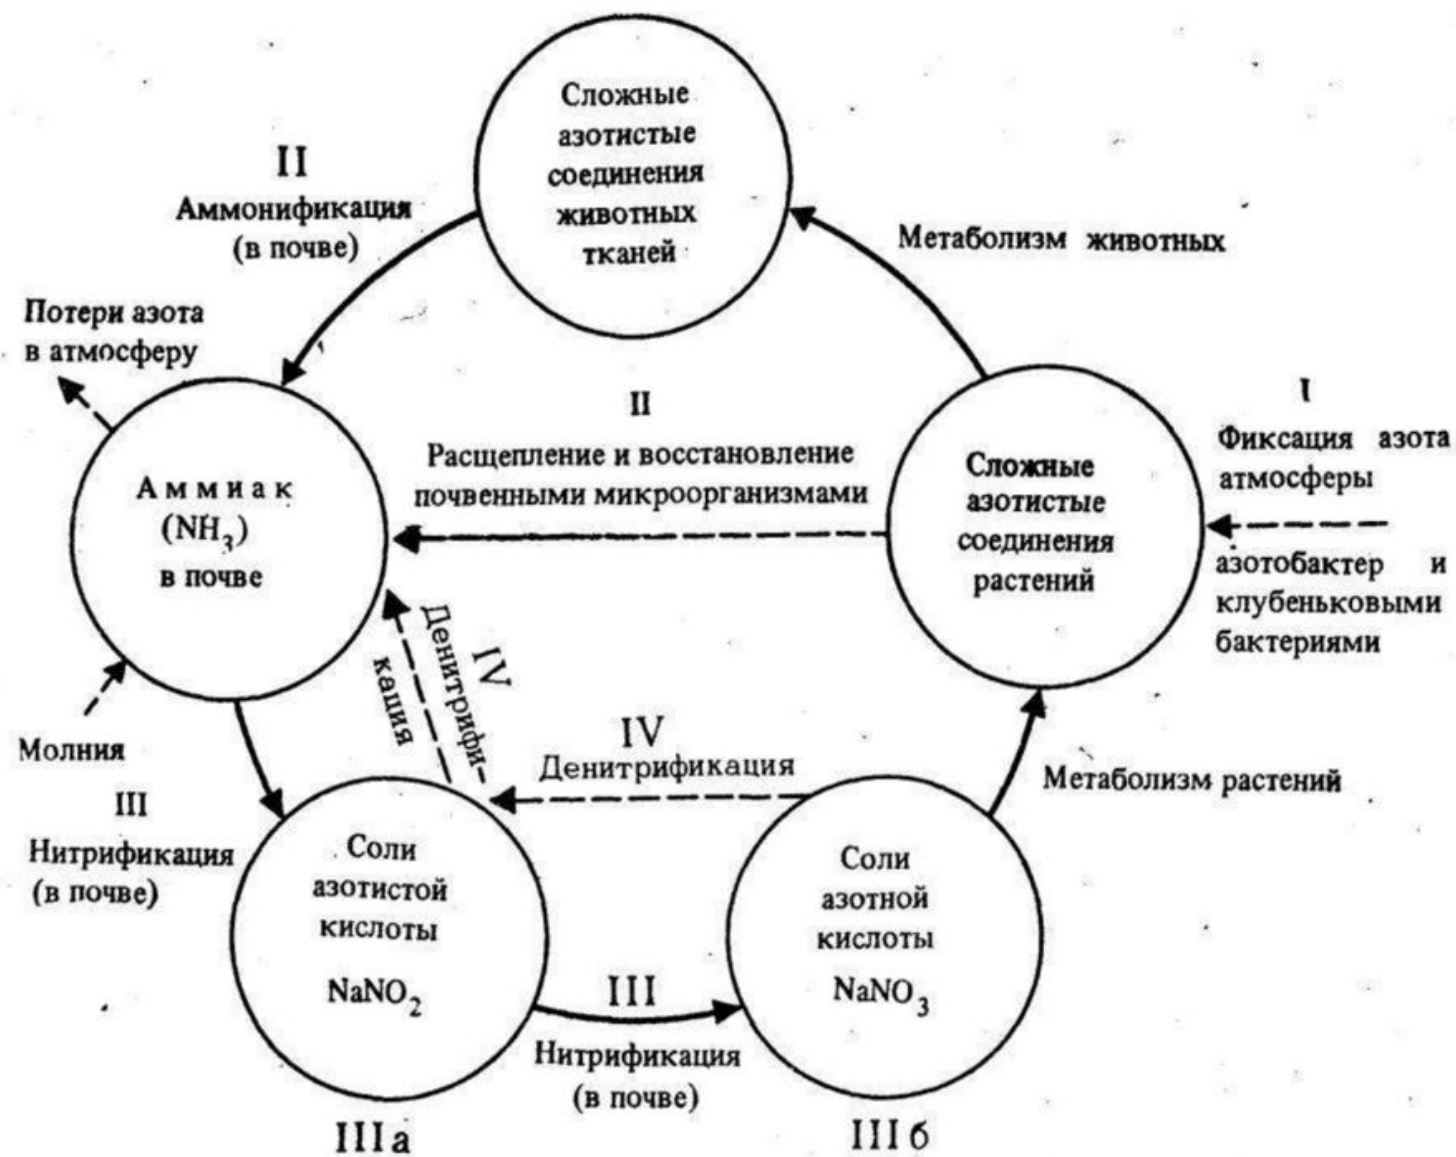 Сложные
азотистые
соединения
животных
тканей
II
Аммонификация
(в почве)
Метаболизм животных
Потери азота
в атмосферу
II
Расщепление и восстановление
почвенными микроорганизмами
I
Фиксация азота
атмосферы
азотобактер и
клубеньковыми
бактериями
Аммиак
(NH₃)
в почве
Сложные
азотистые
соединения
растений
IV
Денитрифи-
кация
IV
Денитрификация
Молния
III
Нитрификация
(в почве)
Метаболизм растений
Соли
азотистой
кислоты
NaNO₂
Соли
азотной
кислоты
NaNO₃
III
Нитрификация
(в почве)
IIIа
IIIб